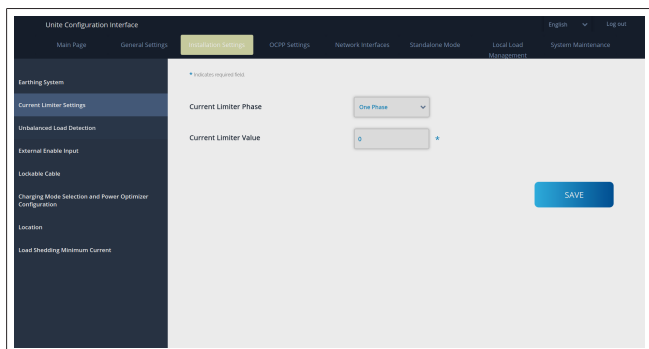 Unite Configuration Interface
English
Log out
Main Page
General Settings
Installation Settings
OCPP Settings
Network Interfaces
Standalone Mode
Local Load
Management
System Maintenance
* Indicates required field.
Earthing System
Current Limiter Settings
Unbalanced Load Detection
External Enable Input
Lockable Cable
Charging Mode Selection and Power Optimizer
Configuration
Location
Load Shedding Minimum Current
Current Limiter Phase
One Phase
Current Limiter Value
0
*
SAVE